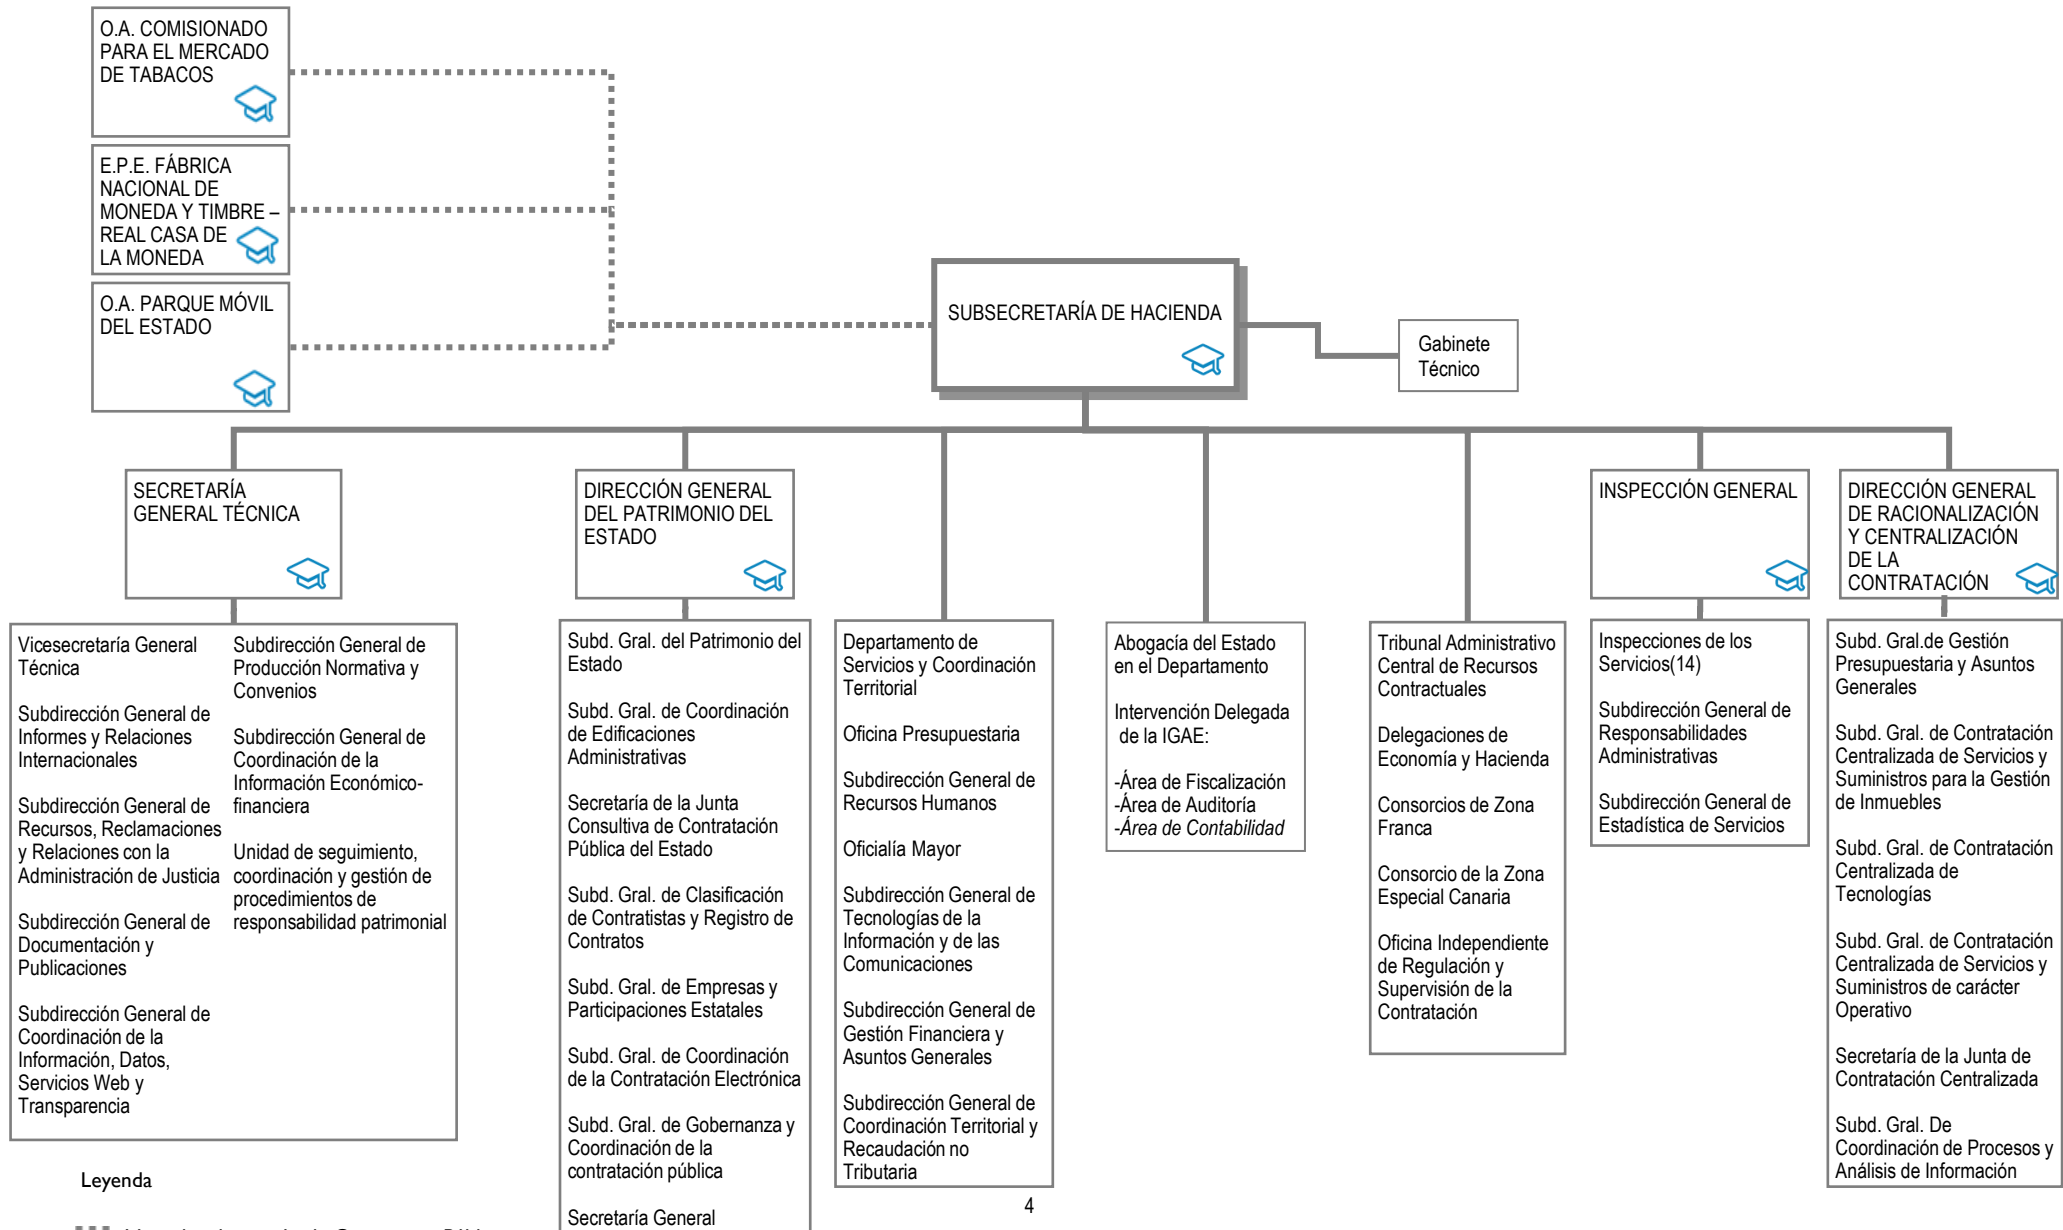 O.A. COMISIONADO
PARA EL MERCADO
DE TABACOS
E.P.E. FÁBRICA
NACIONAL DE
MONEDA Y TIMBRE –
REAL CASA DE
LA MONEDA
O.A. PARQUE MÓVIL
DEL ESTADO
SUBSECRETARÍA DE HACIENDA
Gabinete
Técnico
SECRETARÍA
GENERAL TÉCNICA
DIRECCIÓN GENERAL
DEL PATRIMONIO DEL
ESTADO
INSPECCIÓN GENERAL
DIRECCIÓN GENERAL
DE RACIONALIZACIÓN
Y CENTRALIZACIÓN
DE LA
CONTRATACIÓN
Vicesecretaría General
Técnica
Subdirección General de
Informes y Relaciones
Internacionales
Subdirección General de
Recursos, Reclamaciones
y Relaciones con la
Administración de Justicia
Subdirección General de
Documentación y
Publicaciones
Subdirección General de
Coordinación de la
Información, Datos,
Servicios Web y
Transparencia
Subdirección General de
Producción Normativa y
Convenios
Subdirección General de
Coordinación de la
Información Económico-
financiera
Unidad de seguimiento,
coordinación y gestión de
procedimientos de
responsabilidad patrimonial
Subd. Gral. del Patrimonio del
Estado
Subd. Gral. de Coordinación
de Edificaciones
Administrativas
Secretaría de la Junta
Consultiva de Contratación
Pública del Estado
Subd. Gral. de Clasificación
de Contratistas y Registro de
Contratos
Subd. Gral. de Empresas y
Participaciones Estatales
Subd. Gral. de Coordinación
de la Contratación Electrónica
Subd. Gral. de Gobernanza y
Coordinación de la
contratación pública
Secretaría General
Departamento de
Servicios y Coordinación
Territorial
Oficina Presupuestaria
Subdirección General de
Recursos Humanos
Oficialía Mayor
Subdirección General de
Tecnologías de la
Información y de las
Comunicaciones
Subdirección General de
Gestión Financiera y
Asuntos Generales
Subdirección General de
Coordinación Territorial y
Recaudación no
Tributaria
Abogacía del Estado
en el Departamento
Intervención Delegada
de la IGAE:
-Área de Fiscalización
-Área de Auditoría
-Área de Contabilidad
Tribunal Administrativo
Central de Recursos
Contractuales
Delegaciones de
Economía y Hacienda
Consorcios de Zona
Franca
Consorcio de la Zona
Especial Canaria
Oficina Independiente
de Regulación y
Supervisión de la
Contratación
Inspecciones de los
Servicios(14)
Subdirección General de
Responsabilidades
Administrativas
Subdirección General de
Estadística de Servicios
Subd. Gral.de Gestión
Presupuestaria y Asuntos
Generales
Subd. Gral. de Contratación
Centralizada de Servicios y
Suministros para la Gestión
de Inmuebles
Subd. Gral. de Contratación
Centralizada de
Tecnologías
Subd. Gral. de Contratación
Centralizada de Servicios y
Suministros de carácter
Operativo
Secretaría de la Junta de
Contratación Centralizada
Subd. Gral. De
Coordinación de Procesos y
Análisis de Información
Leyenda
4